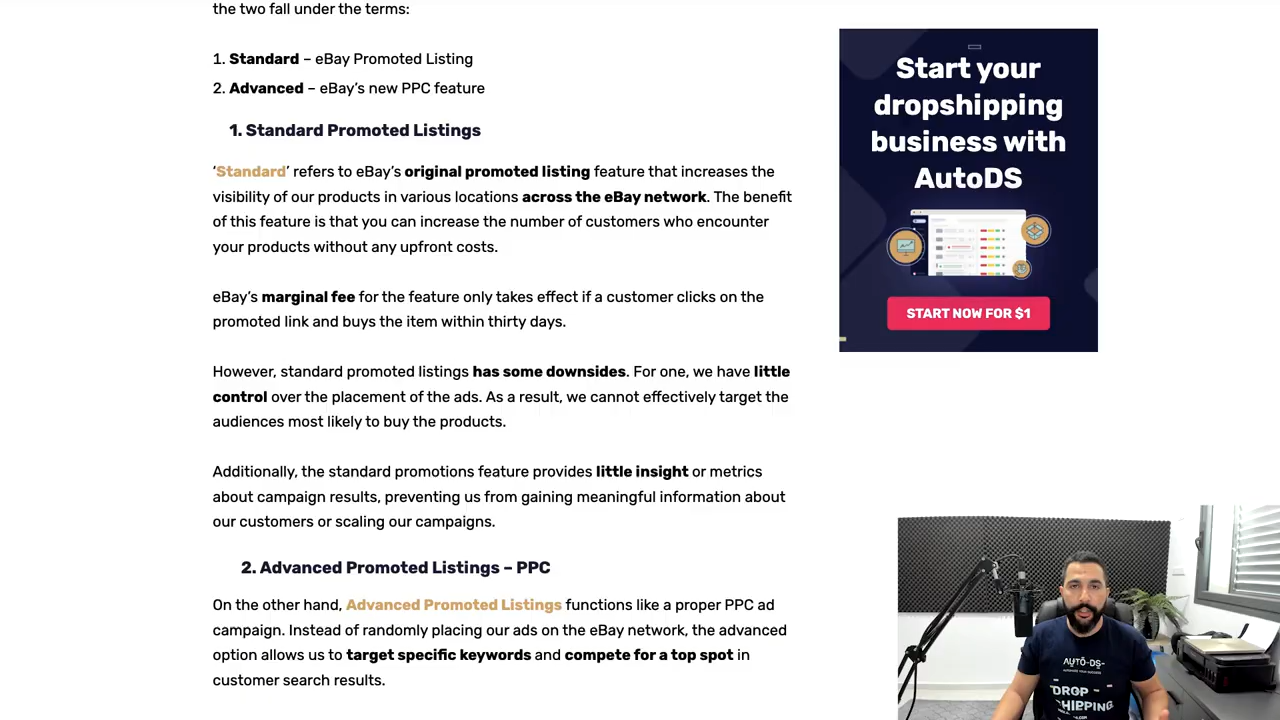 the two fall under the terms:
1. Standard – eBay Promoted Listing
2. Advanced – eBay's new PPC feature
1. Standard Promoted Listings
'Standard' refers to eBay's original promoted listing feature that increases the
visibility of our products in various locations across the eBay network. The benefit
of this feature is that you can increase the number of customers who encounter
your products without any upfront costs.
eBay's marginal fee for the feature only takes effect if a customer clicks on the
promoted link and buys the item within thirty days.
However, standard promoted listings has some downsides. For one, we have little
control over the placement of the ads. As a result, we cannot effectively target the
audiences most likely to buy the products.
Additionally, the standard promotions feature provides little insight or metrics
about campaign results, preventing us from gaining meaningful information about
our customers or scaling our campaigns.
2. Advanced Promoted Listings – PPC
On the other hand, Advanced Promoted Listings functions like a proper PPC ad
campaign. Instead of randomly placing our ads on the eBay network, the advanced
option allows us to target specific keywords and compete for a top spot in
customer search results.
Start your
dropshipping
business with
AutoDS
START NOW FOR $1
AUTO-DS-
DROP
SHIPPING